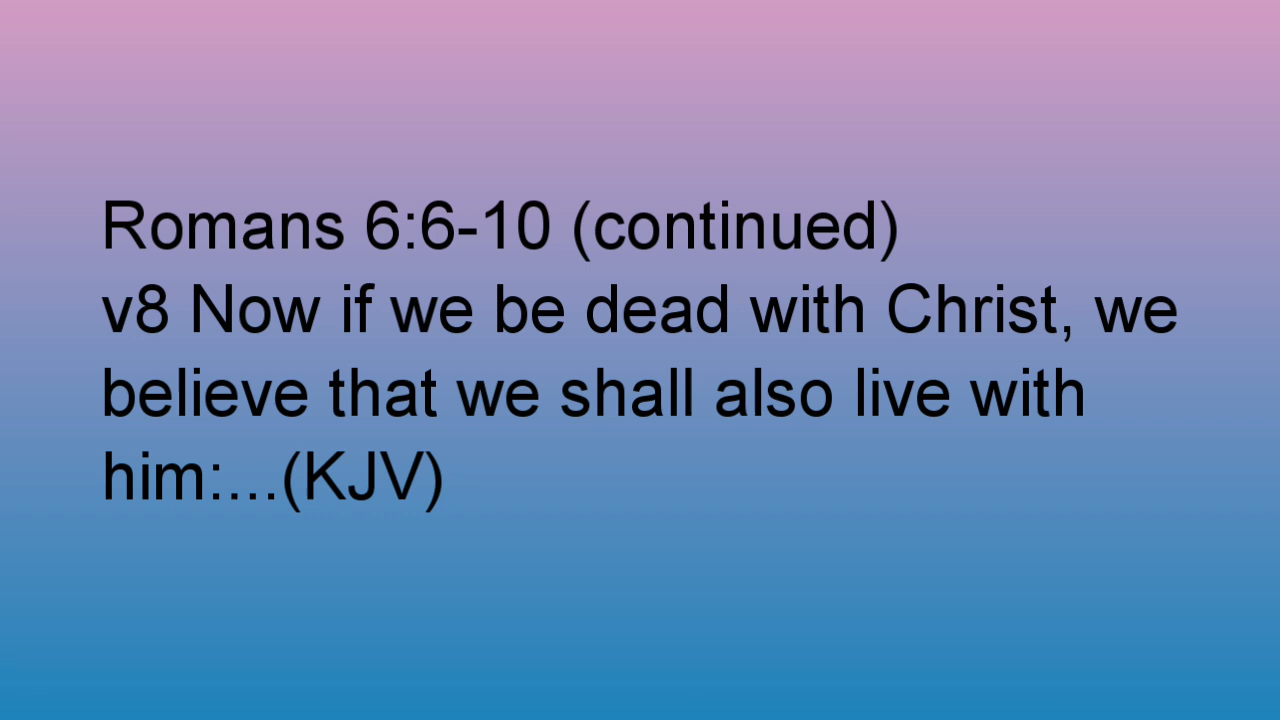 Romans 6:6-10 (continued)
v8 Now if we be dead with Christ, we
believe that we shall also live with
him:...(KJV)